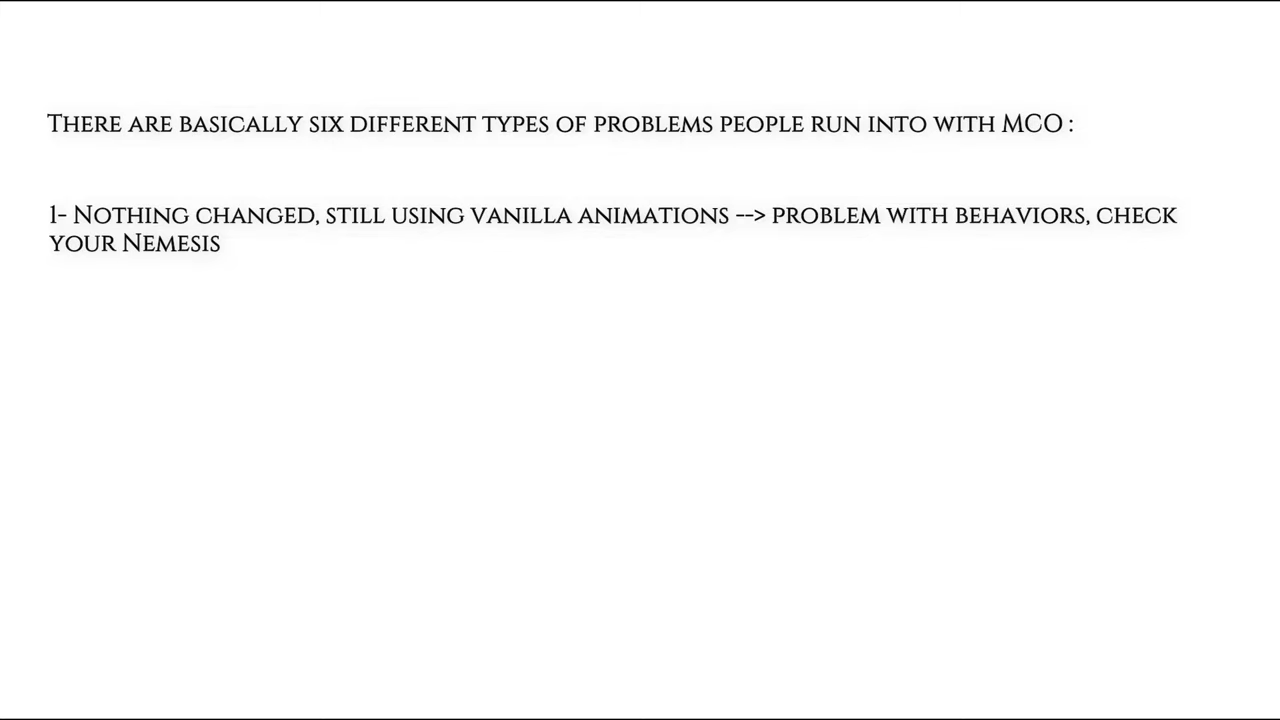 There are basically six different types of problems people run into with MCO :
1- Nothing changed, still using vanilla animations --> problem with behaviors, check
your Nemesis